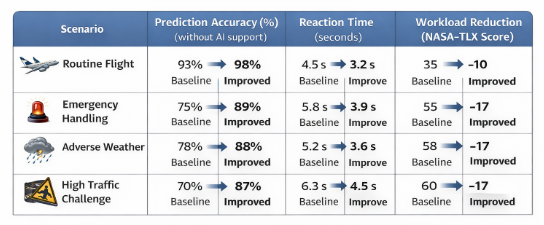 Scenario
Prediction Accuracy (%)
(without AI support)
Reaction Time
(seconds)
Workload Reduction
(NASA-TLX Score)
Routine Flight
93% → 98%
Baseline Improved
4.5 s → 3.2 s
Baseline Improve
35 → –10
Baseline Improved
Emergency
Handling
75% → 89%
Baseline Improved
5.8 s → 3.9 s
Baseline Improve
55 → –17
Baseline Improved
Adverse Weather
78% → 88%
Baseline Improved
5.2 s → 3.6 s
Baseline Improve
58 → –17
Baseline Improved
High Traffic
Challenge
70% → 87%
Baseline Improved
6.3 s → 4.5 s
Baseline Improve
60 → –17
Baseline Improved